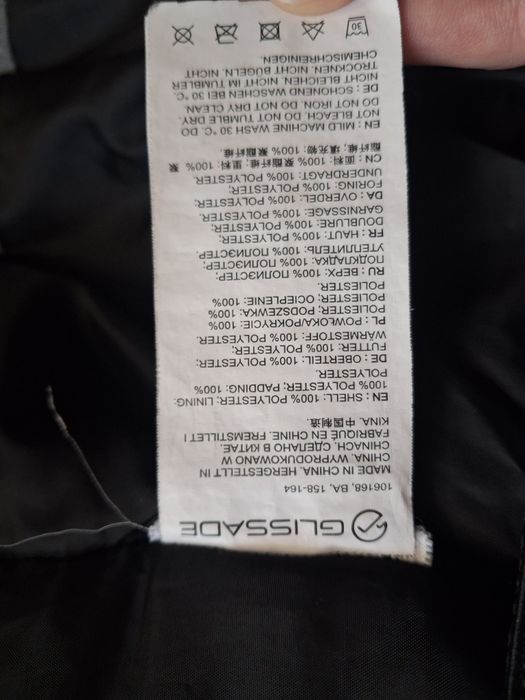 GLISSADE
106168, BA, 158-164
MADE IN CHINA. HERGESTELLT IN
CHINA. WYPRODUKOWANO W
CHINACH. СДЕЛАНО В КИТАЕ.
FABRIQUÉ EN CHINE. FREMSTILLET I
KINA. 中国制造.
EN : SHELL: 100% POLYESTER; LINING:
100% POLYESTER; PADDING: 100%
POLYESTER.
DE : OBERTEIL: 100% POLYESTER;
FUTTER: 100% POLYESTER;
WÄRMESTOFF: 100% POLYESTER.
PL : POWŁOKA/POKRYCIE: 100%
POLIESTER; PODSZEWKA: 100%
POLIESTER; OCIEPLENIE: 100%
POLIESTER.
RU : ВЕРХ: 100% ПОЛИЭСТЕР;
ПОДКЛАДКА: 100% ПОЛИЭСТЕР;
УТЕПЛИТЕЛЬ: 100% ПОЛИЭСТЕР.
FR : HAUT: 100% POLYESTER;
DOUBLURE: 100% POLYESTER;
GARNISSAGE: 100% POLYESTER.
DA : OVERDEL: 100% POLYESTER;
FORING: 100% POLYESTER;
UNDERDRAGT: 100% POLYESTER.
CN : 面料: 100% 聚酯纤维; 里料: 100% 聚
酯纤维; 填充物: 100% 聚酯纤维.
EN : MILD MACHINE WASH 30° C. DO
NOT BLEACH. DO NOT TUMBLE DRY.
DO NOT IRON. DO NOT DRY CLEAN.
DE : SCHONEND WASCHEN BEI 30° C.
NICHT BLEICHEN. NICHT IM TUMBLER
TROCKNEN. NICHT BÜGELN. NICHT
CHEMISCHREINIGEN.
30